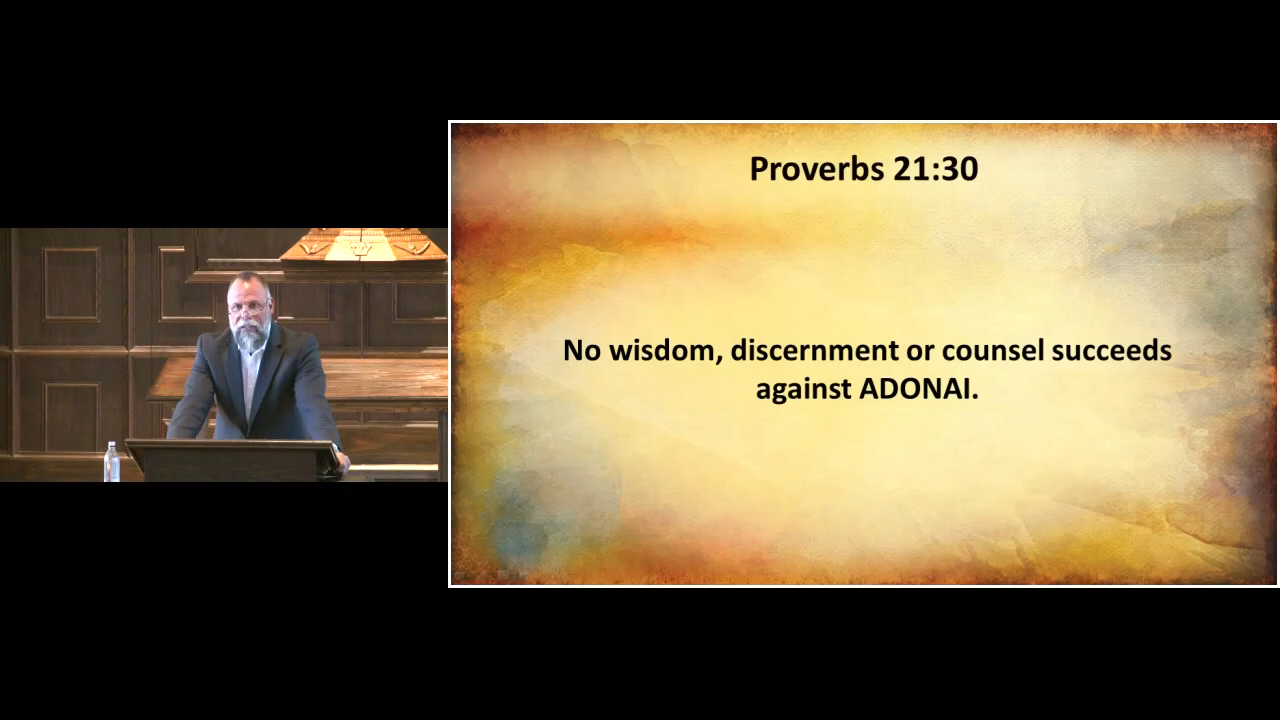 Proverbs 21:30
No wisdom, discernment or counsel succeeds
against ADONAI.